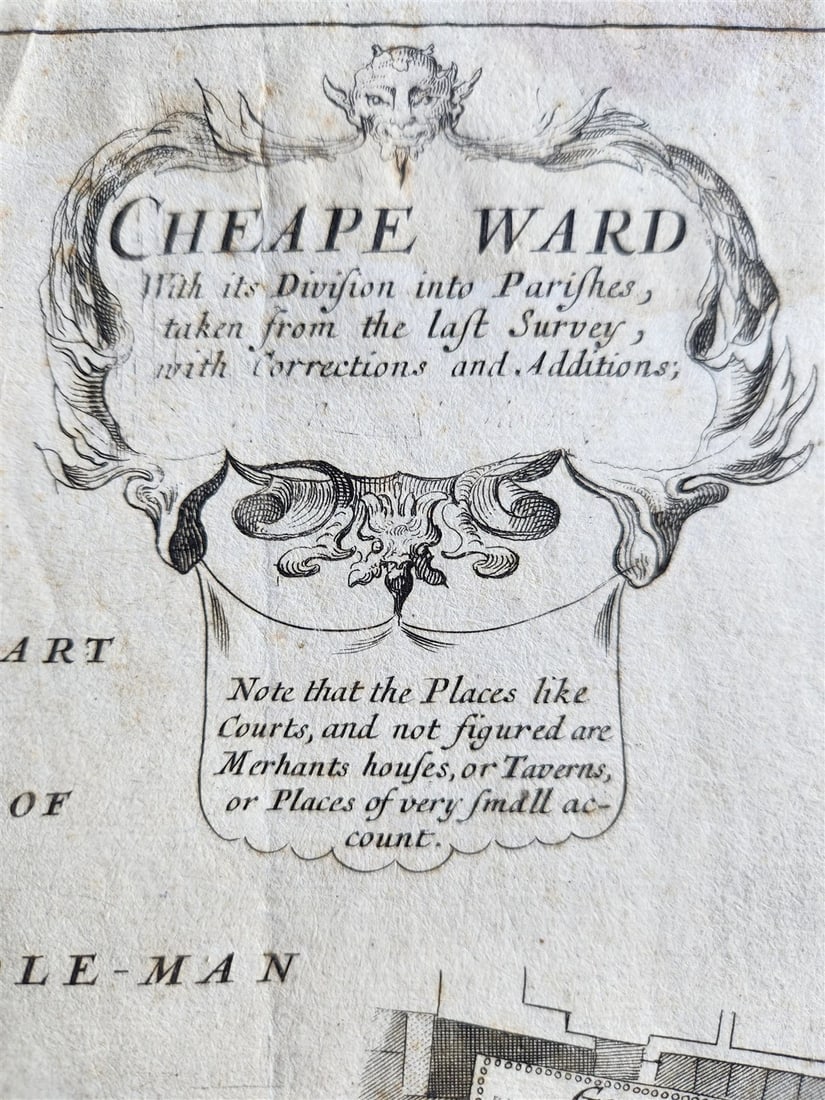 CHEAPE WARD
With its Diviſion into Pariſhes,
taken from the laſt Survey,
with Corrections and Additions;
ART
Note that the Places like
Courts, and not figured are
Merhants houſes, or Taverns,
OF
or Places of very ſmall ac-
count.
LE-MAN